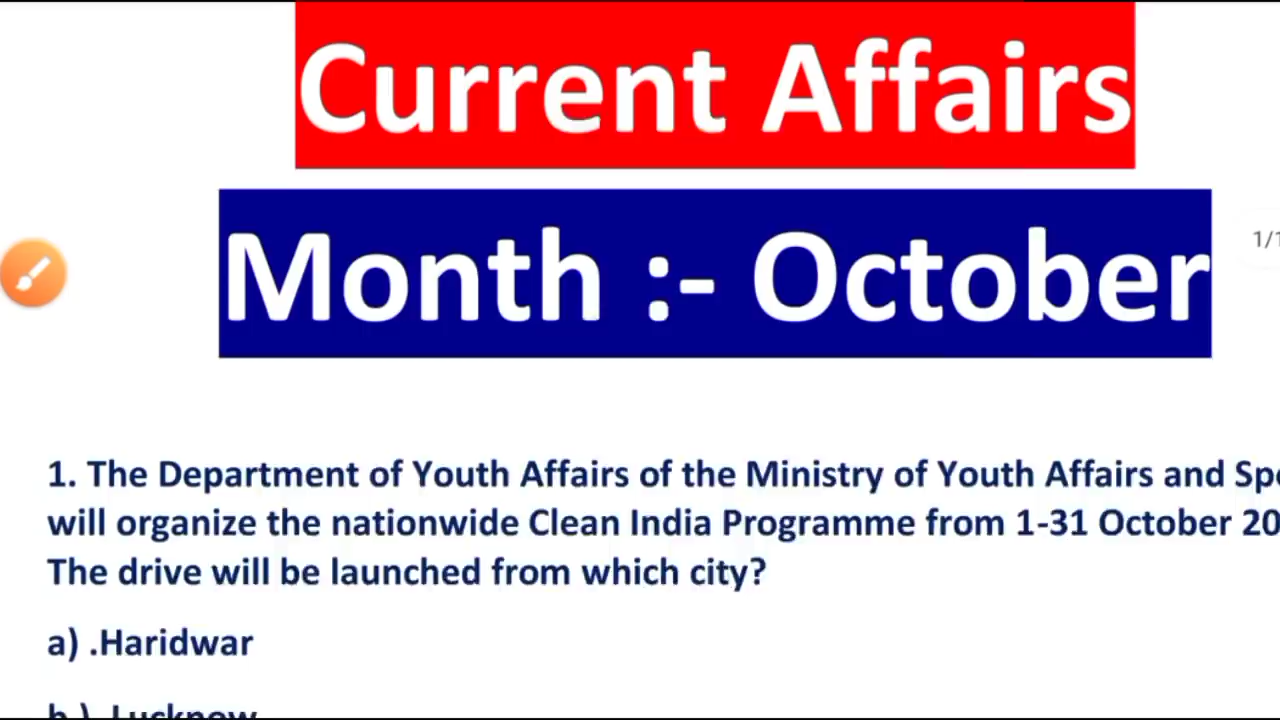 Current Affairs
Month :- October
1/1
1. The Department of Youth Affairs of the Ministry of Youth Affairs and Spo
will organize the nationwide Clean India Programme from 1-31 October 20
The drive will be launched from which city?
a) .Haridwar
b ) .Lucknow